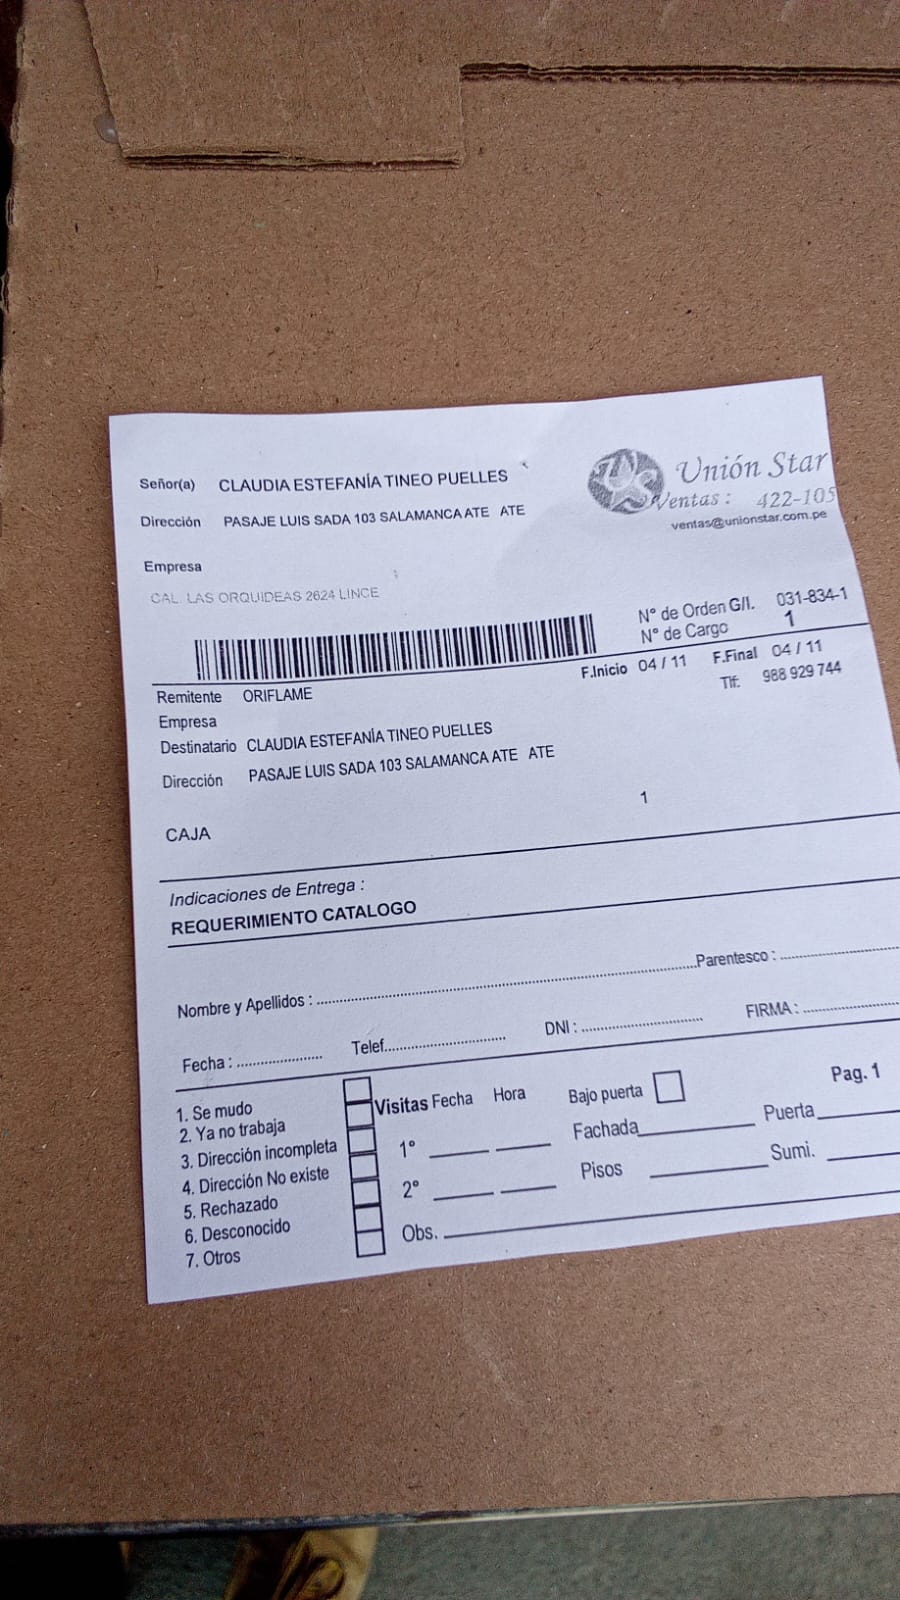 Señor(a) CLAUDIA ESTEFANÍA TINEO PUELLES
Dirección PASAJE LUIS SADA 103 SALAMANCA ATE ATE
Unión Star
Ventas : 422-105
ventas@unionstar.com.pe
Empresa
CAL. LAS ORQUIDEAS 2624 LINCE
N° de Orden G/I. 031-834-1
N° de Cargo 1
F.Inicio 04 / 11 F.Final 04 / 11
Remitente ORIFLAME
Tlf: 988 929 744
Empresa
Destinatario CLAUDIA ESTEFANÍA TINEO PUELLES
Dirección PASAJE LUIS SADA 103 SALAMANCA ATE ATE
CAJA 1
Indicaciones de Entrega :
REQUERIMIENTO CATALOGO
Nombre y Apellidos : Parentesco :
Fecha : Telef. DNI : FIRMA :
1. Se mudo
2. Ya no trabaja
3. Dirección incompleta
4. Dirección No existe
5. Rechazado
6. Desconocido
7. Otros
Visitas Fecha Hora Bajo puerta Pag. 1
1° Fachada Puerta
2° Pisos Sumi.
Obs.